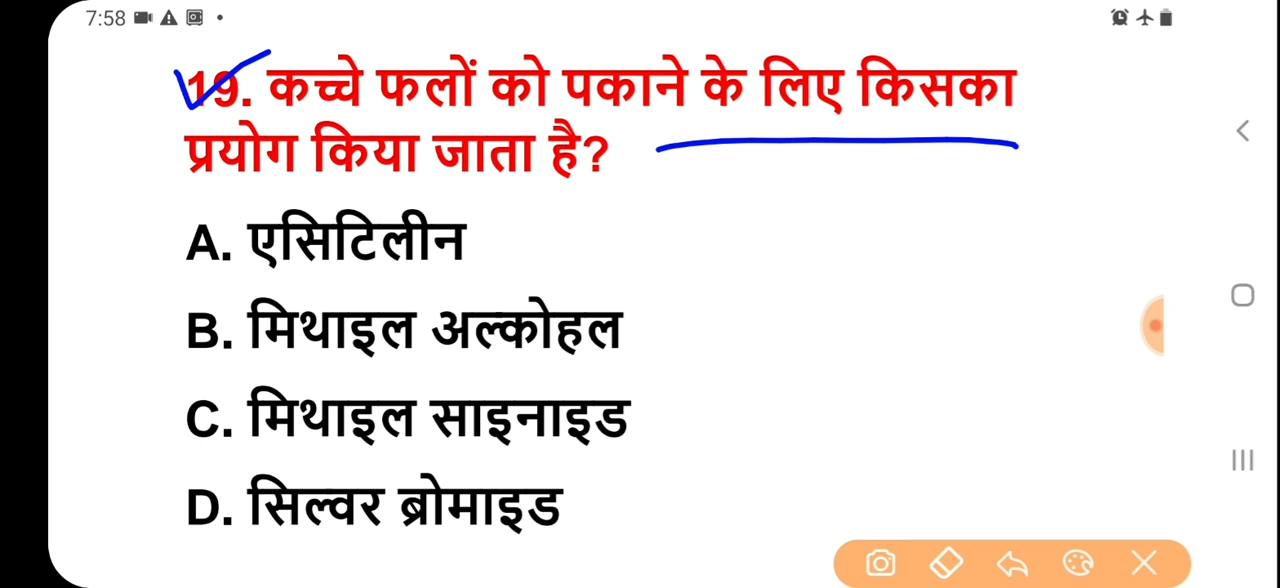 7:58
19. कच्चे फलों को पकाने के लिए किसका
प्रयोग किया जाता है?
A. एसिटिलीन
B. मिथाइल अल्कोहल
C. मिथाइल साइनाइड
D. सिल्वर ब्रोमाइड